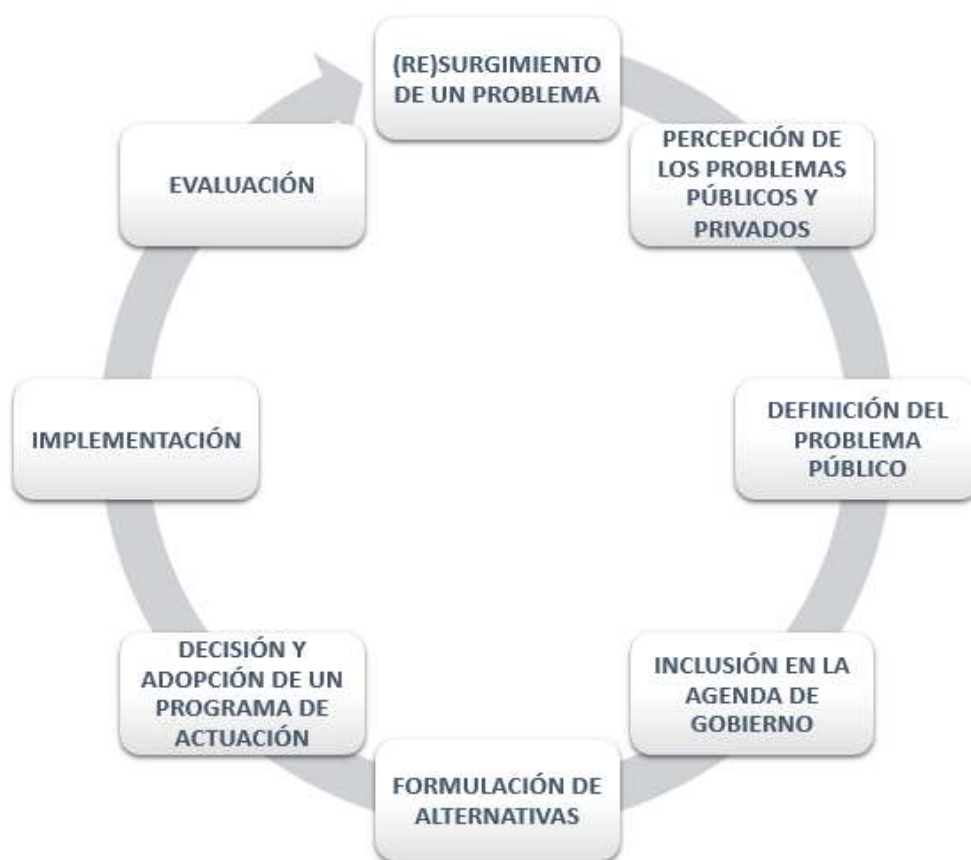 (RE)SURGIMIENTO
DE UN PROBLEMA
PERCEPCIÓN DE
LOS PROBLEMAS
PÚBLICOS Y
PRIVADOS
DEFINICIÓN DEL
PROBLEMA
PÚBLICO
INCLUSIÓN EN LA
AGENDA DE
GOBIERNO
FORMULACIÓN DE
ALTERNATIVAS
DECISIÓN Y
ADOPCIÓN DE UN
PROGRAMA DE
ACTUACIÓN
IMPLEMENTACIÓN
EVALUACIÓN